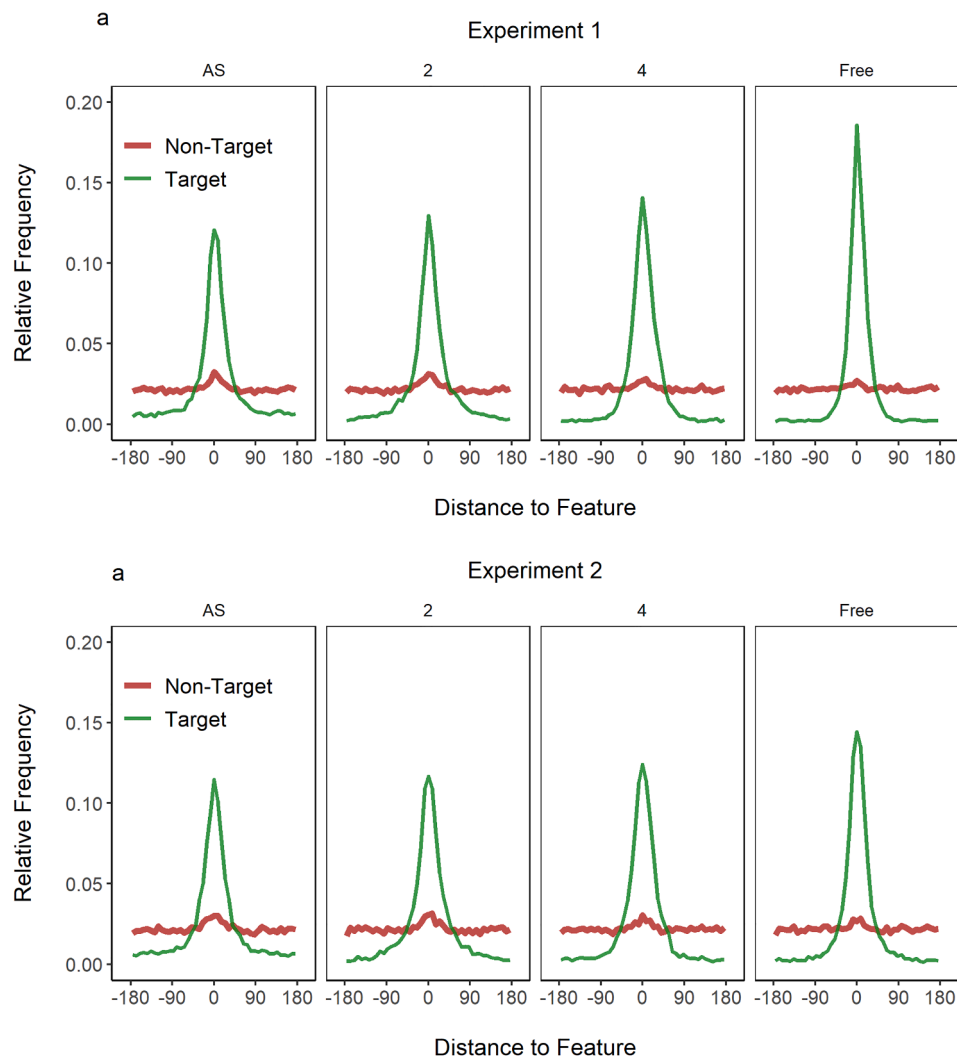 a
Experiment 1
AS 2 4 Free
0.20
0.15
0.10
0.05
0.00
Relative Frequency
Non-Target
Target
-180 -90 0 90 180 -180 -90 0 90 180 -180 -90 0 90 180 -180 -90 0 90 180
Distance to Feature
a
Experiment 2
AS 2 4 Free
0.20
0.15
0.10
0.05
0.00
Relative Frequency
Non-Target
Target
-180 -90 0 90 180 -180 -90 0 90 180 -180 -90 0 90 180 -180 -90 0 90 180
Distance to Feature